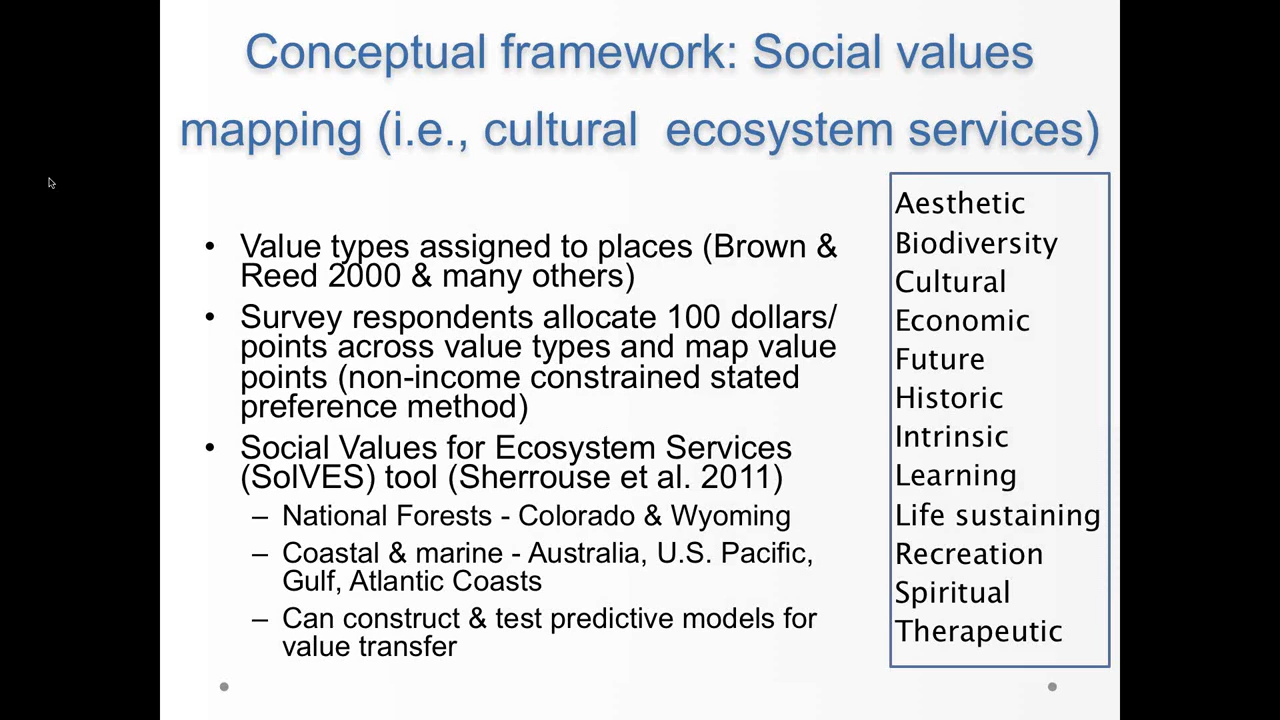 Conceptual framework: Social values
mapping (i.e., cultural  ecosystem services)
• Value types assigned to places (Brown &
Reed 2000 & many others)
• Survey respondents allocate 100 dollars/
points across value types and map value
points (non-income constrained stated
preference method)
• Social Values for Ecosystem Services
(SolVES) tool (Sherrouse et al. 2011)
– National Forests - Colorado & Wyoming
– Coastal & marine - Australia, U.S. Pacific,
Gulf, Atlantic Coasts
– Can construct & test predictive models for
value transfer
Aesthetic
Biodiversity
Cultural
Economic
Future
Historic
Intrinsic
Learning
Life sustaining
Recreation
Spiritual
Therapeutic